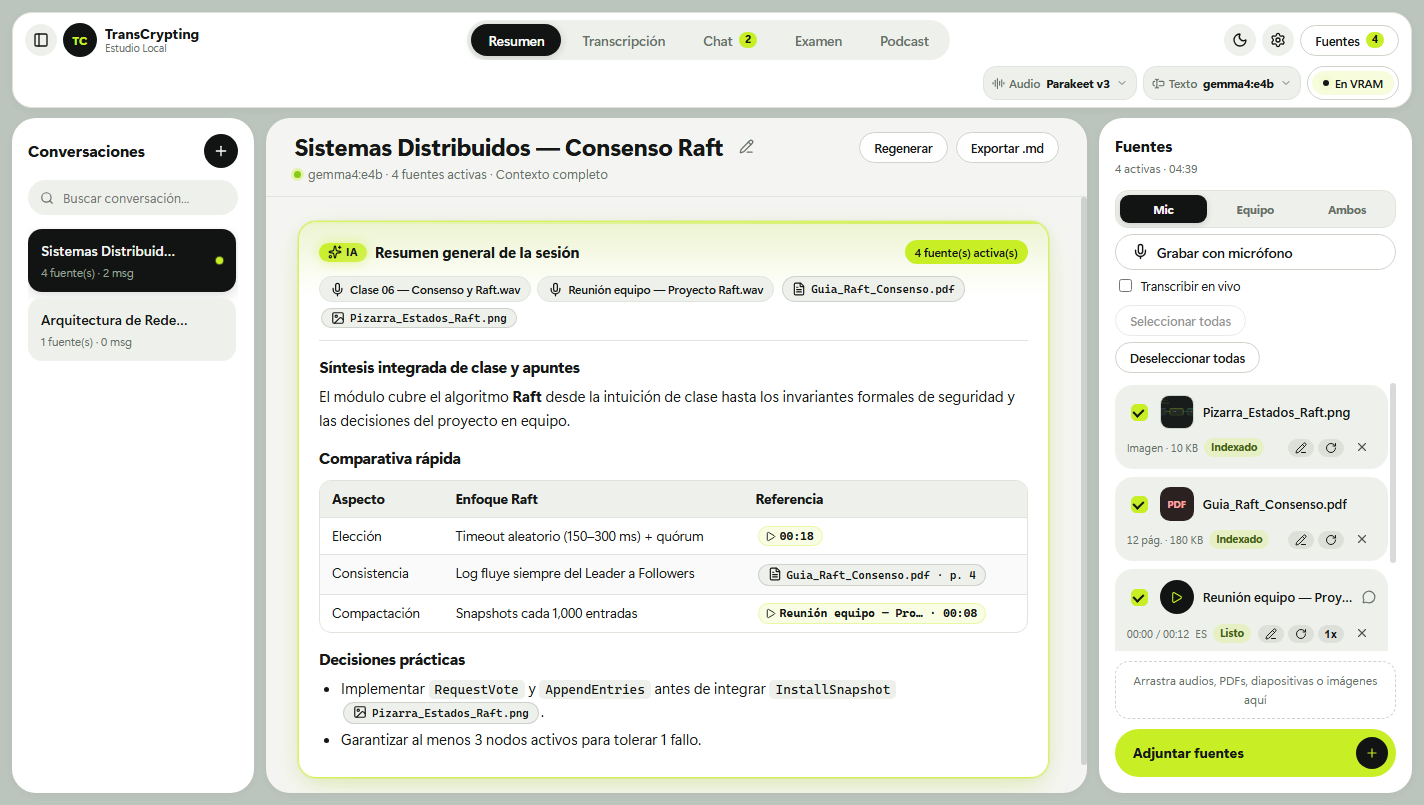 TC
TransCrypting
Estudio Local
Resumen
Transcripción
Chat 2
Examen
Podcast
Fuentes 4
Audio Parakeet v3
Texto gemma4:e4b
En VRAM
Conversaciones
Buscar conversación...
Sistemas Distribuid...
4 fuente(s) · 2 msg
Arquitectura de Rede...
1 fuente(s) · 0 msg
Sistemas Distribuidos — Consenso Raft
gemma4:e4b · 4 fuentes activas · Contexto completo
Regenerar
Exportar .md
IA
Resumen general de la sesión
4 fuente(s) activa(s)
Clase 06 — Consenso y Raft.wav
Reunión equipo — Proyecto Raft.wav
Guia_Raft_Consenso.pdf
Pizarra_Estados_Raft.png
Síntesis integrada de clase y apuntes
El módulo cubre el algoritmo Raft desde la intuición de clase hasta los invariantes formales de seguridad y
las decisiones del proyecto en equipo.
Comparativa rápida
Aspecto Enfoque Raft Referencia
Elección Timeout aleatorio (150–300 ms) + quórum 00:18
Consistencia Log fluye siempre del Leader a Followers Guia_Raft_Consenso.pdf · p. 4
Compactación Snapshots cada 1,000 entradas Reunión equipo — Pro… · 00:08
Decisiones prácticas
• Implementar RequestVote y AppendEntries antes de integrar InstallSnapshot
Pizarra_Estados_Raft.png .
• Garantizar al menos 3 nodos activos para tolerar 1 fallo.
Fuentes
4 activas · 04:39
Mic
Equipo
Ambos
Grabar con micrófono
Transcribir en vivo
Seleccionar todas
Deseleccionar todas
Pizarra_Estados_Raft.png
Imagen · 10 KB Indexado
PDF
Guia_Raft_Consenso.pdf
12 pág. · 180 KB Indexado
Reunión equipo — Proy...
00:00 / 00:12 ES Listo 1x
Arrastra audios, PDFs, diapositivas o imágenes
aquí
Adjuntar fuentes